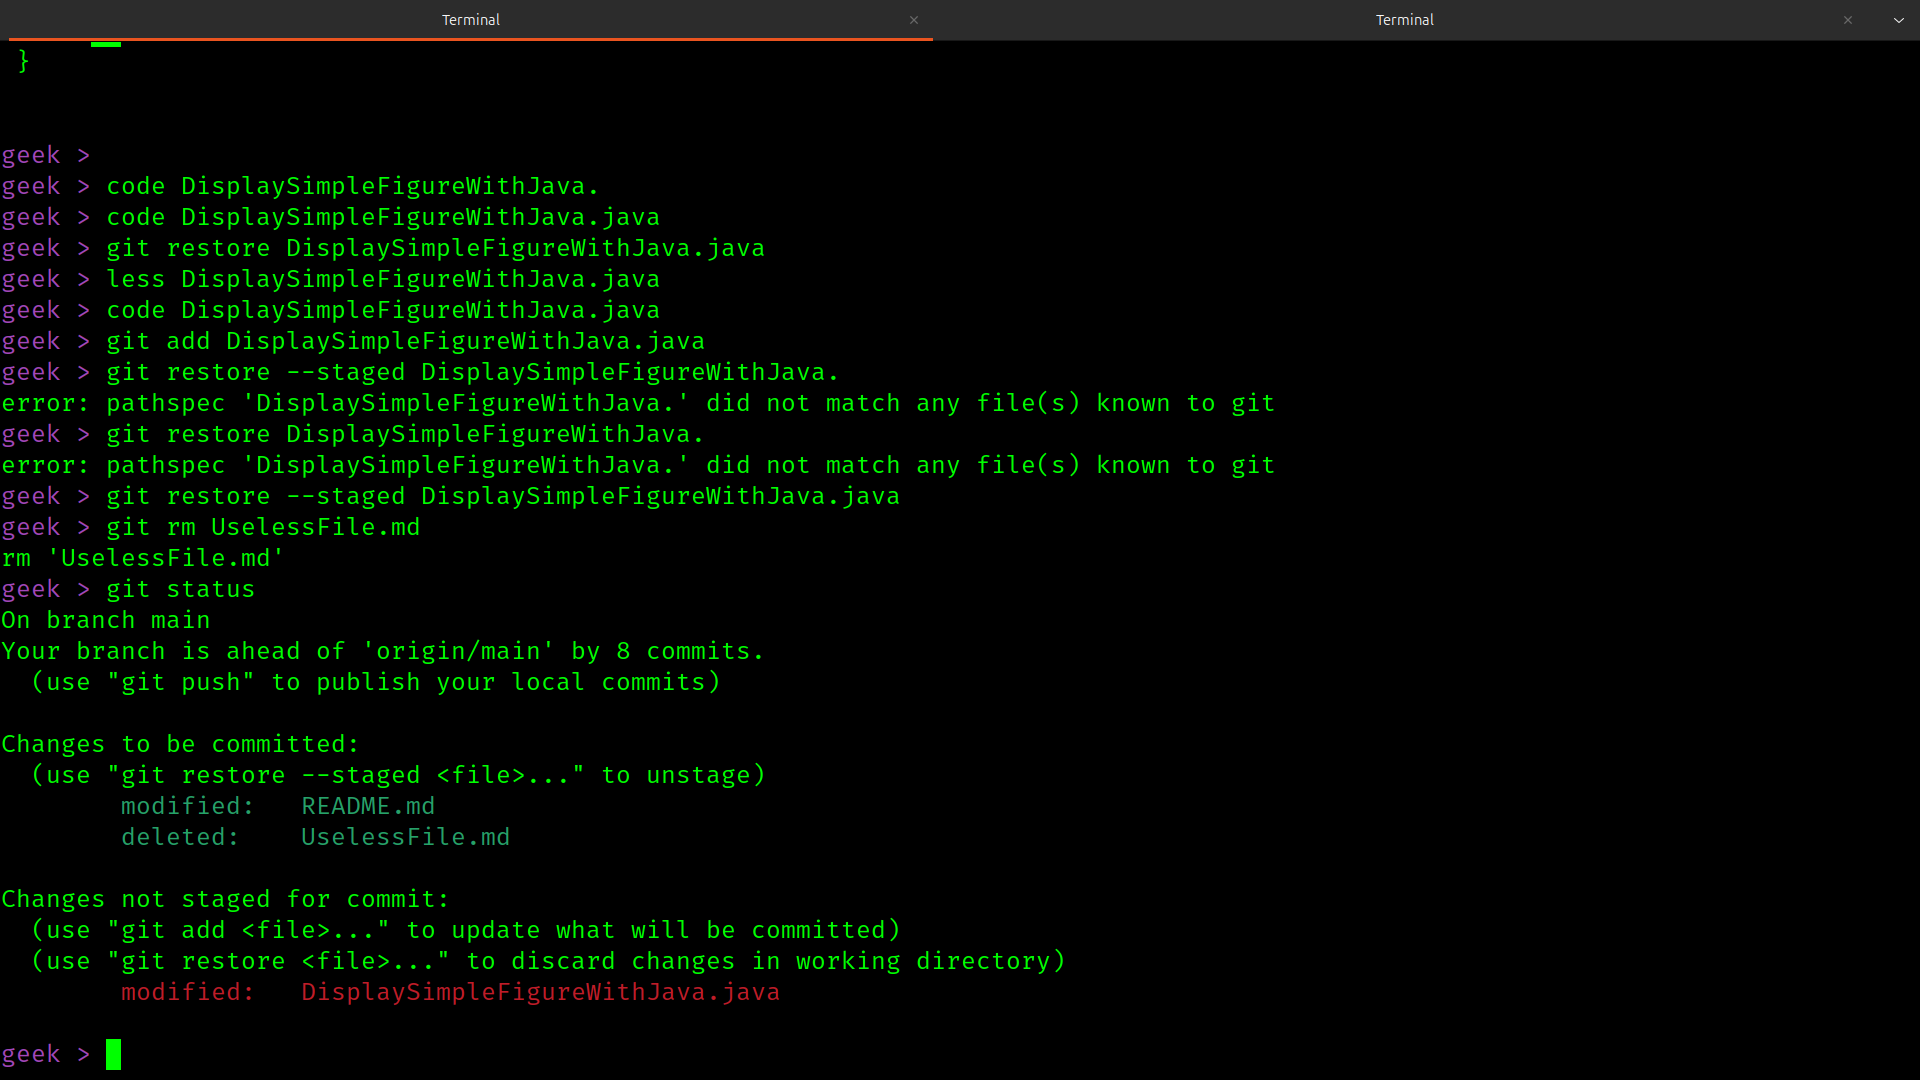 Terminal × Terminal ×
}
geek >
geek > code DisplaySimpleFigureWithJava.
geek > code DisplaySimpleFigureWithJava.java
geek > git restore DisplaySimpleFigureWithJava.java
geek > less DisplaySimpleFigureWithJava.java
geek > code DisplaySimpleFigureWithJava.java
geek > git add DisplaySimpleFigureWithJava.java
geek > git restore --staged DisplaySimpleFigureWithJava.
error: pathspec 'DisplaySimpleFigureWithJava.' did not match any file(s) known to git
geek > git restore DisplaySimpleFigureWithJava.
error: pathspec 'DisplaySimpleFigureWithJava.' did not match any file(s) known to git
geek > git restore --staged DisplaySimpleFigureWithJava.java
geek > git rm UselessFile.md
rm 'UselessFile.md'
geek > git status
On branch main
Your branch is ahead of 'origin/main' by 8 commits.
  (use "git push" to publish your local commits)

Changes to be committed:
  (use "git restore --staged <file>..." to unstage)
        modified:   README.md
        deleted:    UselessFile.md

Changes not staged for commit:
  (use "git add <file>..." to update what will be committed)
  (use "git restore <file>..." to discard changes in working directory)
        modified:   DisplaySimpleFigureWithJava.java

geek >